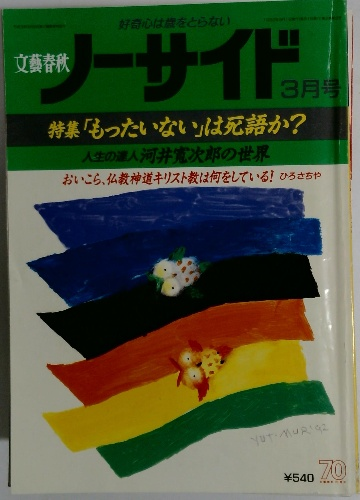 好奇心は歳をとらない
文藝春秋
ノーサイド
3月号
特集「もったいない」は死語か?
人生の達人 河井寛次郎の世界
おいこら、仏教神道キリスト教は何をしている! ひろさちや
¥540
70